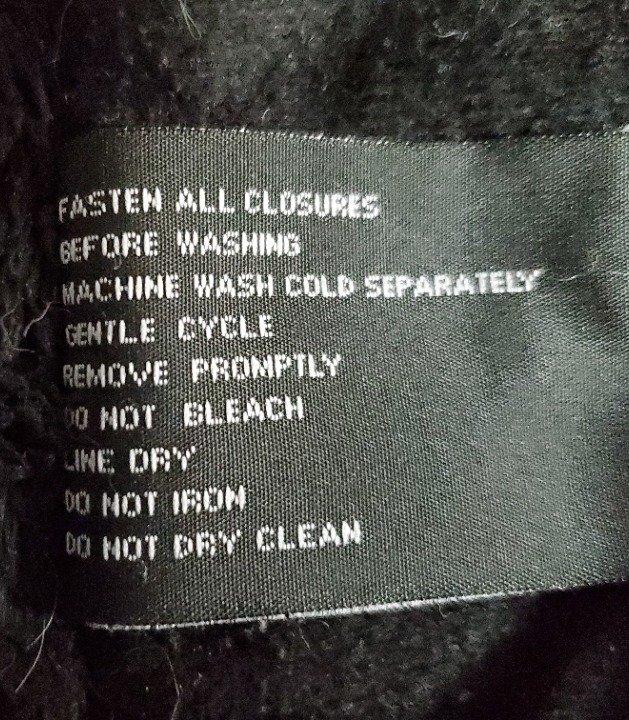 FASTEN ALL CLOSURES
BEFORE WASHING
MACHINE WASH COLD SEPARATELY
GENTLE CYCLE
REMOVE PROMPTLY
DO NOT BLEACH
LINE DRY
DO NOT IRON
DO NOT DRY CLEAN